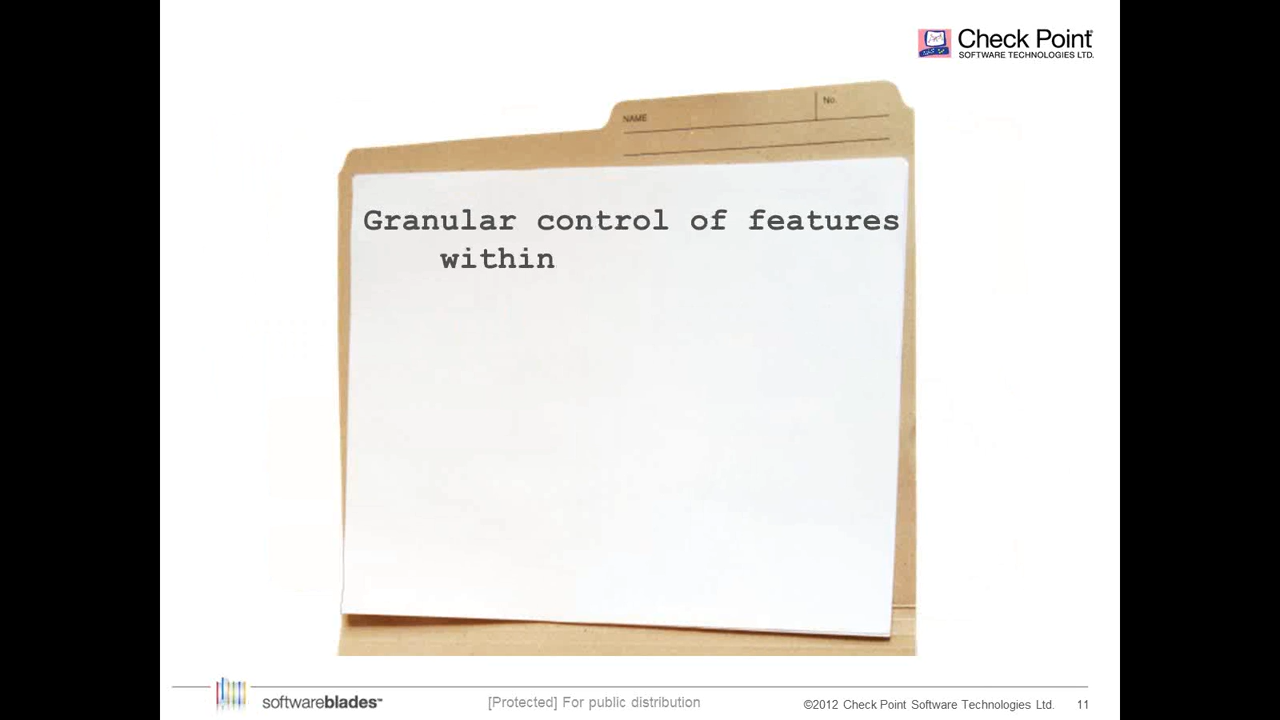 Check Point
SOFTWARE TECHNOLOGIES LTD.
NAME
No.
Granular control of features
within
softwareblades™
[Protected] For public distribution
©2012 Check Point Software Technologies Ltd.
11